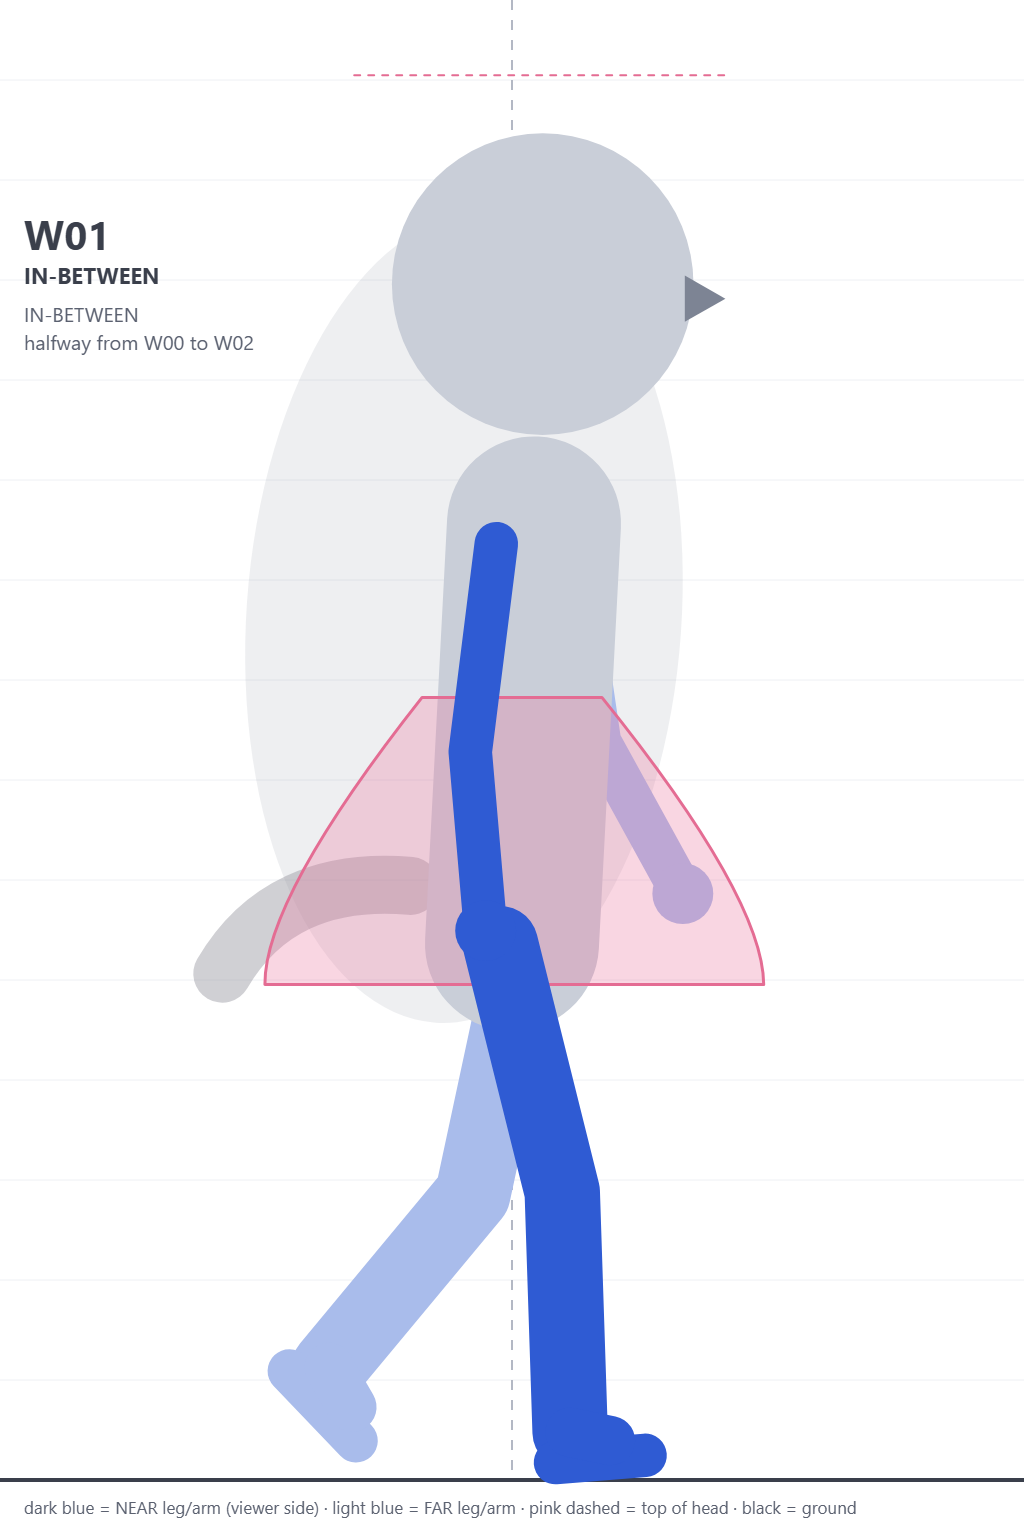 W01
IN-BETWEEN
IN-BETWEEN
halfway from W00 to W02
dark blue = NEAR leg/arm (viewer side) · light blue = FAR leg/arm · pink dashed = top of head · black = ground